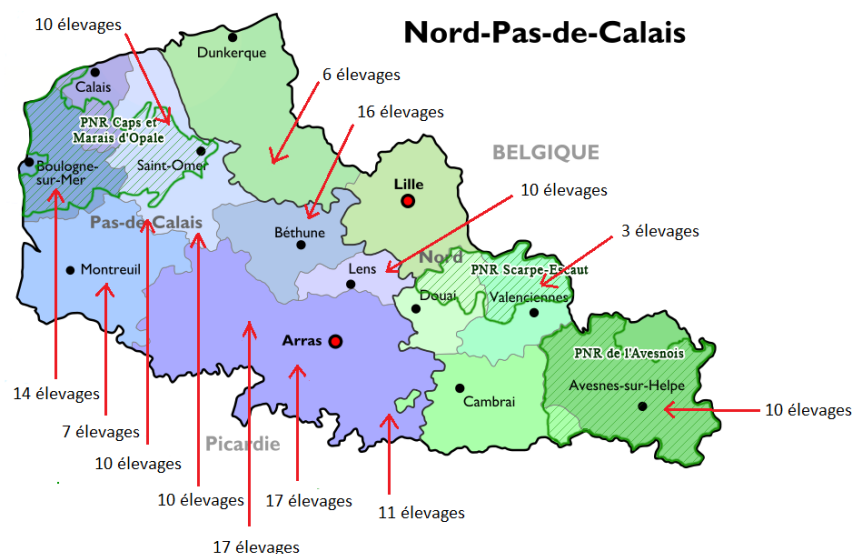 10 élevages
Nord-Pas-de-Calais
Dunkerque
6 élevages
Calais
16 élevages
PNR Caps et
Marais d'Opale
BELGIQUE
Boulogne-
sur-Mer
Saint-Omer
Lille
10 élevages
Pas-de-Calais
Béthune
3 élevages
Nord
Montreuil
Lens
PNR Scarpe-Escaut
Douai
Valenciennes
Arras
PNR de l'Avesnois
Avesnes-sur-Helpe
14 élevages
Cambrai
10 élevages
7 élevages
Picardie
10 élevages
10 élevages
17 élevages
11 élevages
17 élevages